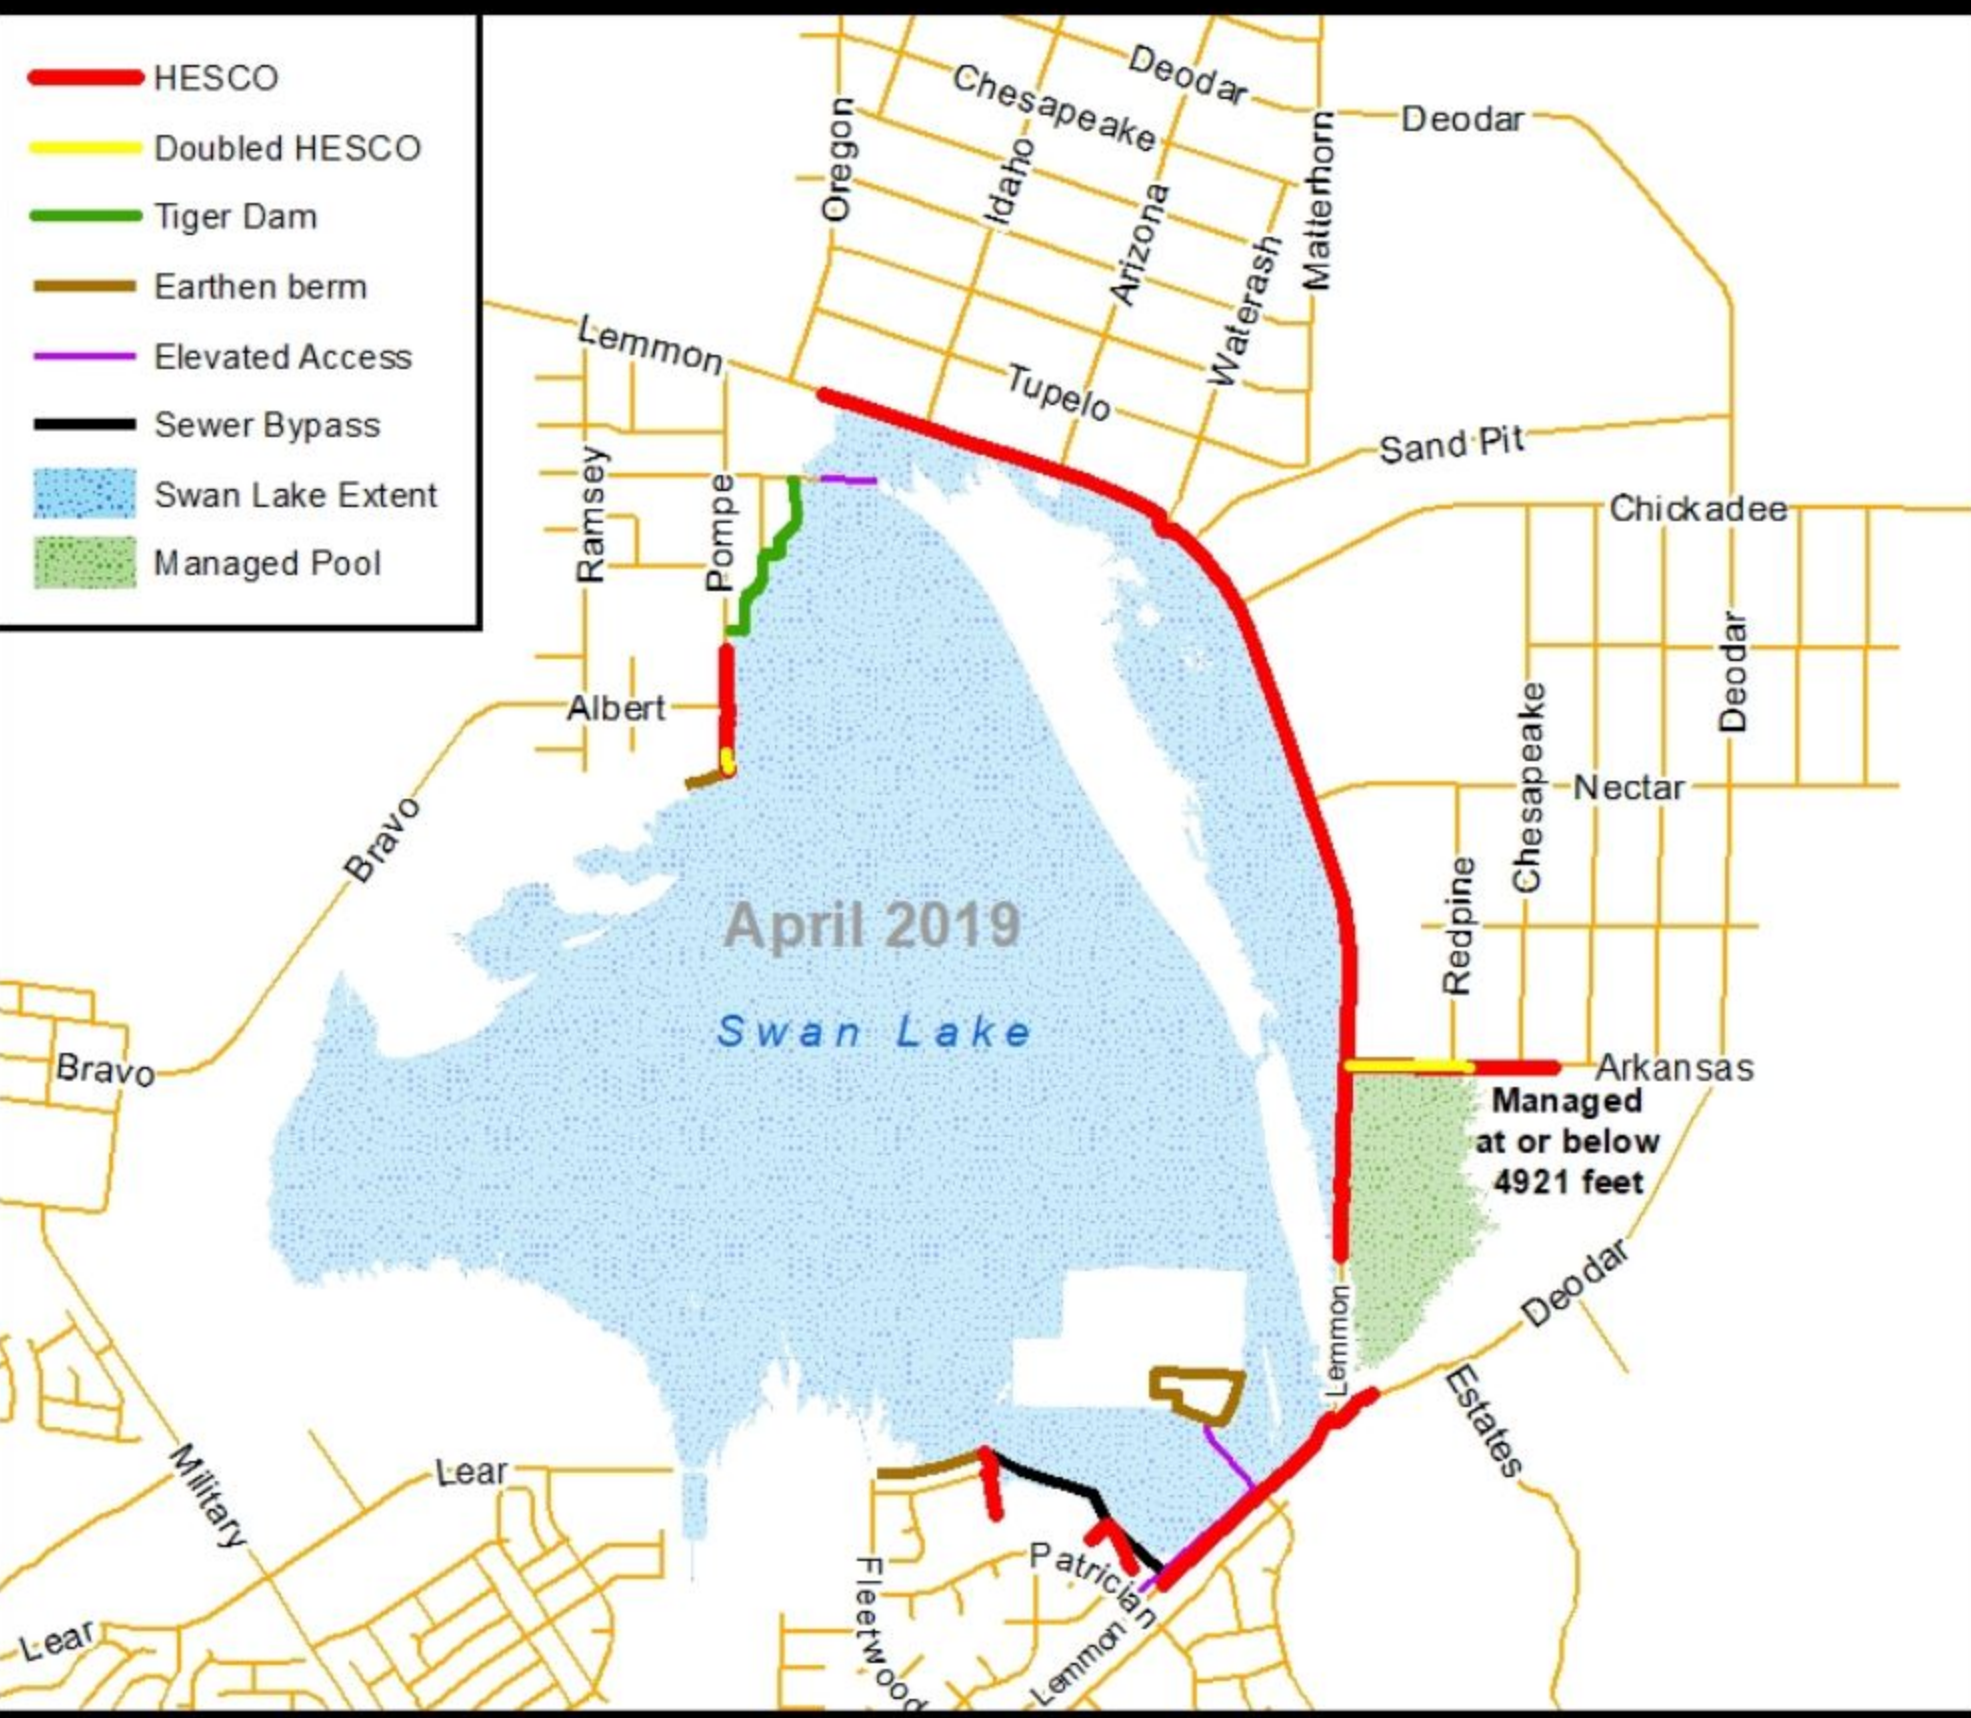 HESCO
Doubled HESCO
Tiger Dam
Earthen berm
Elevated Access
Sewer Bypass
Swan Lake Extent
Managed Pool
Deodar
Chesapeake
Deodar
Oregon
Idaho
Arizona
Waterash
Matterhorn
Lemmon
Tupelo
Sand Pit
Chickadee
Ramsey
Pompe
Albert
Deodar
Chesapeake
Nectar
Bravo
Redpine
April 2019
Swan Lake
Bravo
Arkansas
Managed
at or below
4921 feet
Lemmon
Deodar
Estates
Military
Lear
Patrician
Fleetwood
Lear
Lemmon